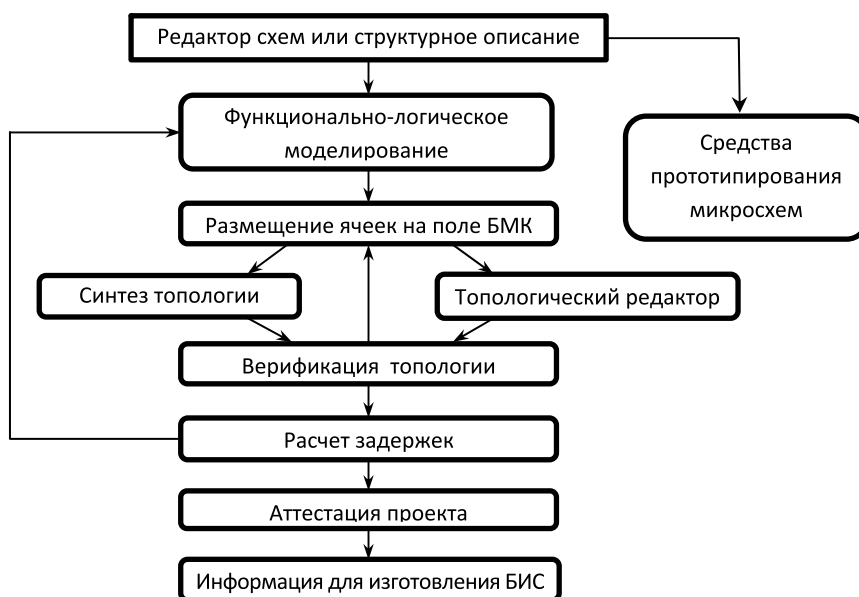 Редактор схем или структурное описание
Функционально-логическое
моделирование
Средства
прототипирования
микросхем
Размещение ячеек на поле БМК
Синтез топологии
Топологический редактор
Верификация топологии
Расчет задержек
Аттестация проекта
Информация для изготовления БИС